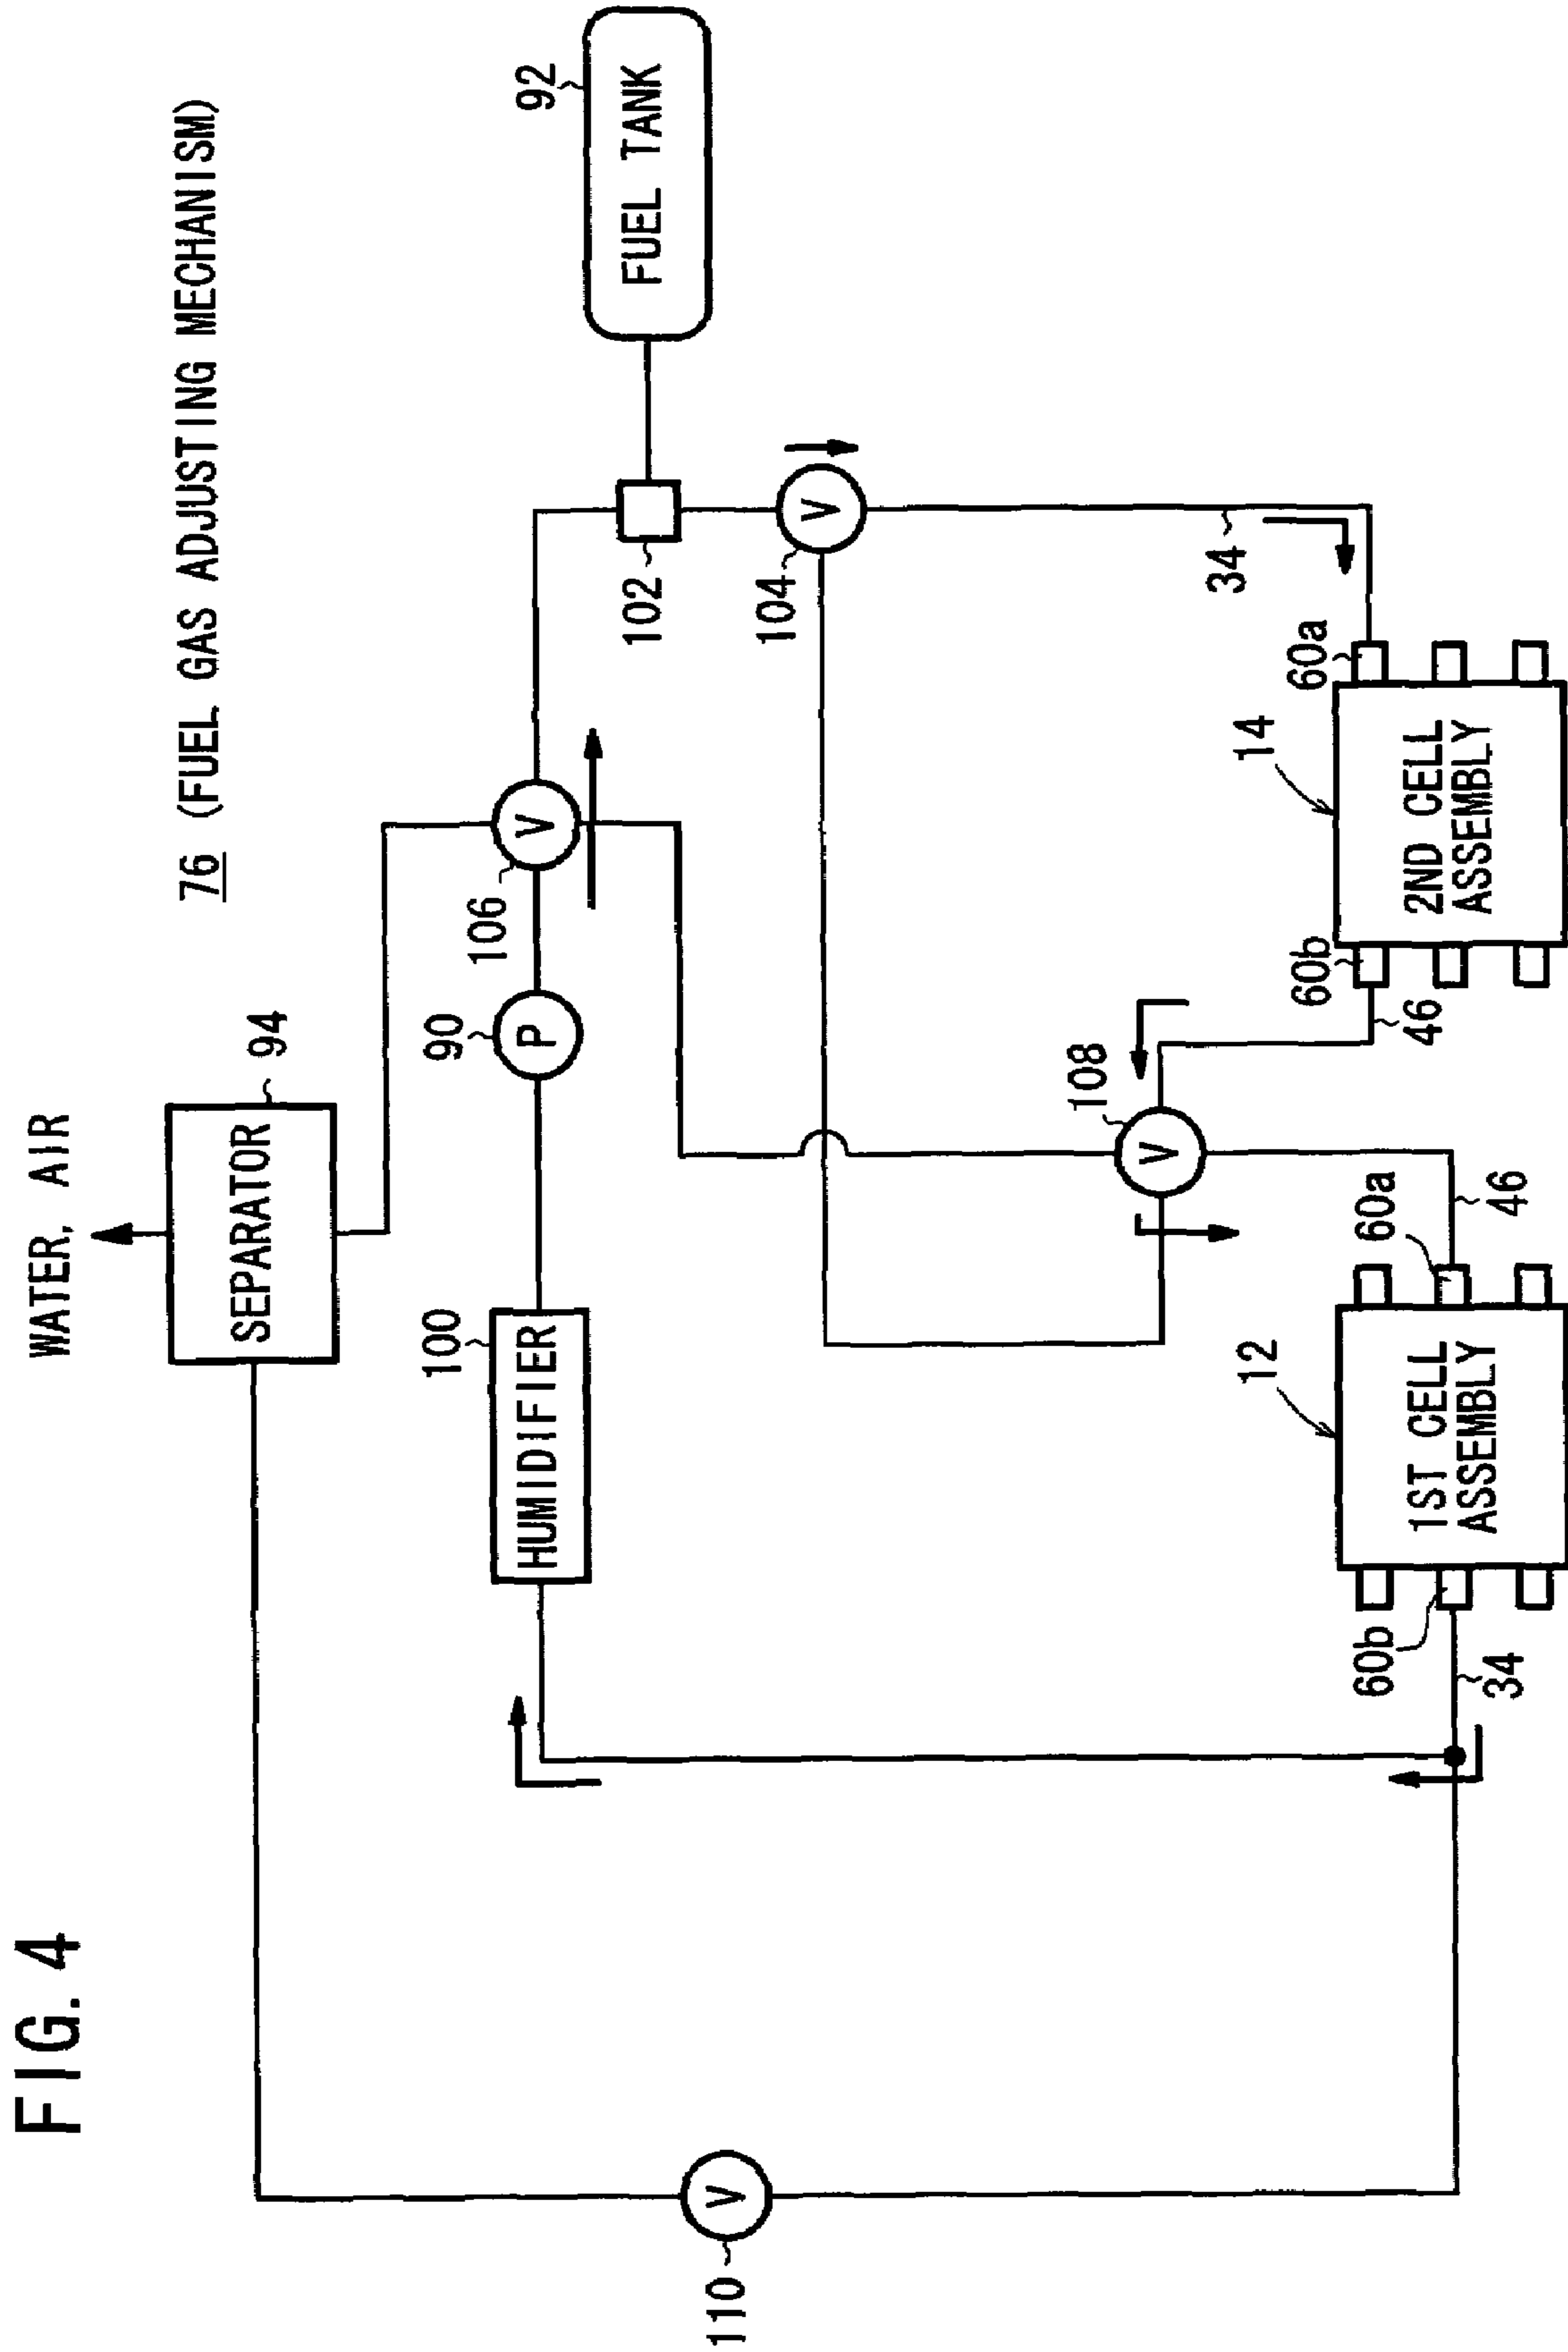 FIG. 4
76 (FUEL GAS ADJUSTING MECHANISM)
WATER, AIR
94
SEPARATOR
92
FUEL TANK
100
HUMIDIFIER
90
P
106
V
102
104
V
110
V
108
V
34
60a
14
2ND CELL
ASSEMBLY
60b
46
60a
46
12
1ST CELL
ASSEMBLY
60b
34